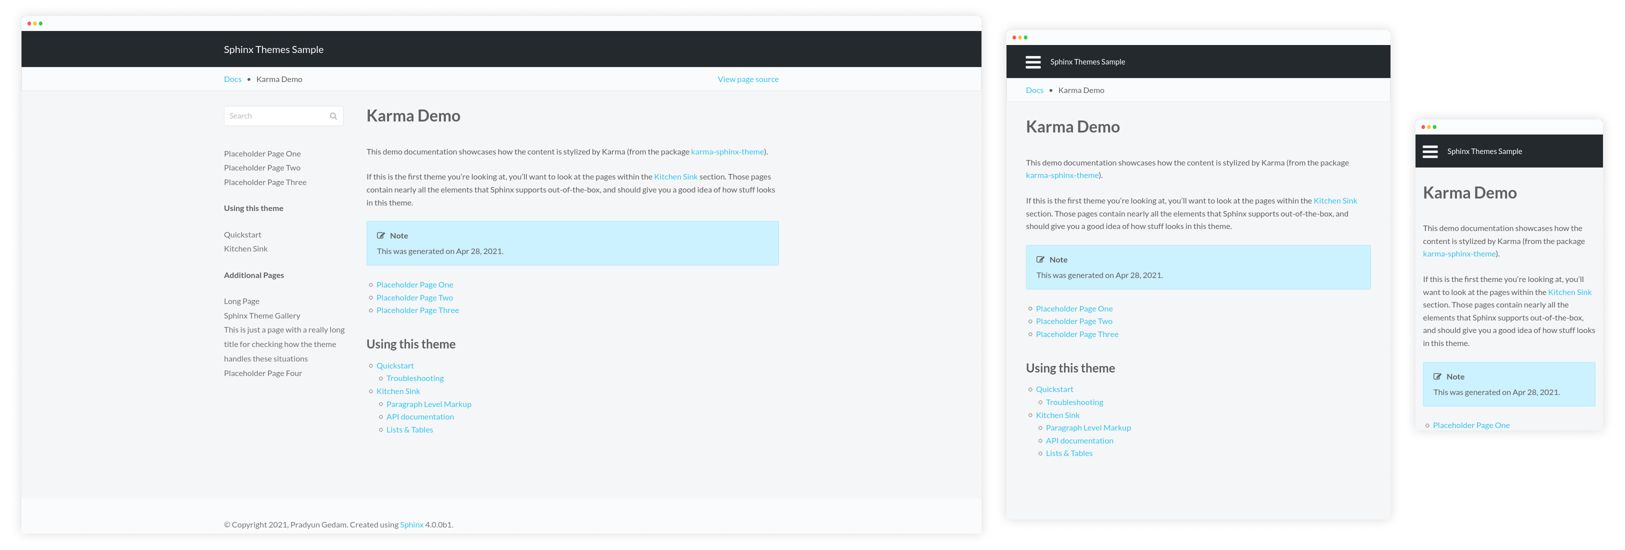 Sphinx Themes Sample
Docs • Karma Demo
View page source
Search
Placeholder Page One
Placeholder Page Two
Placeholder Page Three
Using this theme
Quickstart
Kitchen Sink
Additional Pages
Long Page
Sphinx Theme Gallery
This is just a page with a really long
title for checking how the theme
handles these situations
Placeholder Page Four
Karma Demo
This demo documentation showcases how the content is stylized by Karma (from the package karma-sphinx-theme).
If this is the first theme you're looking at, you'll want to look at the pages within the Kitchen Sink section. Those pages
contain nearly all the elements that Sphinx supports out-of-the-box, and should give you a good idea of how stuff looks
in this theme.
Note
This was generated on Apr 28, 2021.
Placeholder Page One
Placeholder Page Two
Placeholder Page Three
Using this theme
Quickstart
Troubleshooting
Kitchen Sink
Paragraph Level Markup
API documentation
Lists & Tables
© Copyright 2021, Pradyun Gedam. Created using Sphinx 4.0.0b1.
Sphinx Themes Sample
Docs • Karma Demo
Karma Demo
This demo documentation showcases how the content is stylized by Karma (from the package
karma-sphinx-theme).
If this is the first theme you're looking at, you'll want to look at the pages within the Kitchen Sink
section. Those pages contain nearly all the elements that Sphinx supports out-of-the-box, and
should give you a good idea of how stuff looks in this theme.
Note
This was generated on Apr 28, 2021.
Placeholder Page One
Placeholder Page Two
Placeholder Page Three
Using this theme
Quickstart
Troubleshooting
Kitchen Sink
Paragraph Level Markup
API documentation
Lists & Tables
Sphinx Themes Sample
Karma Demo
This demo documentation showcases how the
content is stylized by Karma (from the package
karma-sphinx-theme).
If this is the first theme you're looking at, you'll
want to look at the pages within the Kitchen Sink
section. Those pages contain nearly all the
elements that Sphinx supports out-of-the-box,
and should give you a good idea of how stuff looks
in this theme.
Note
This was generated on Apr 28, 2021.
Placeholder Page One